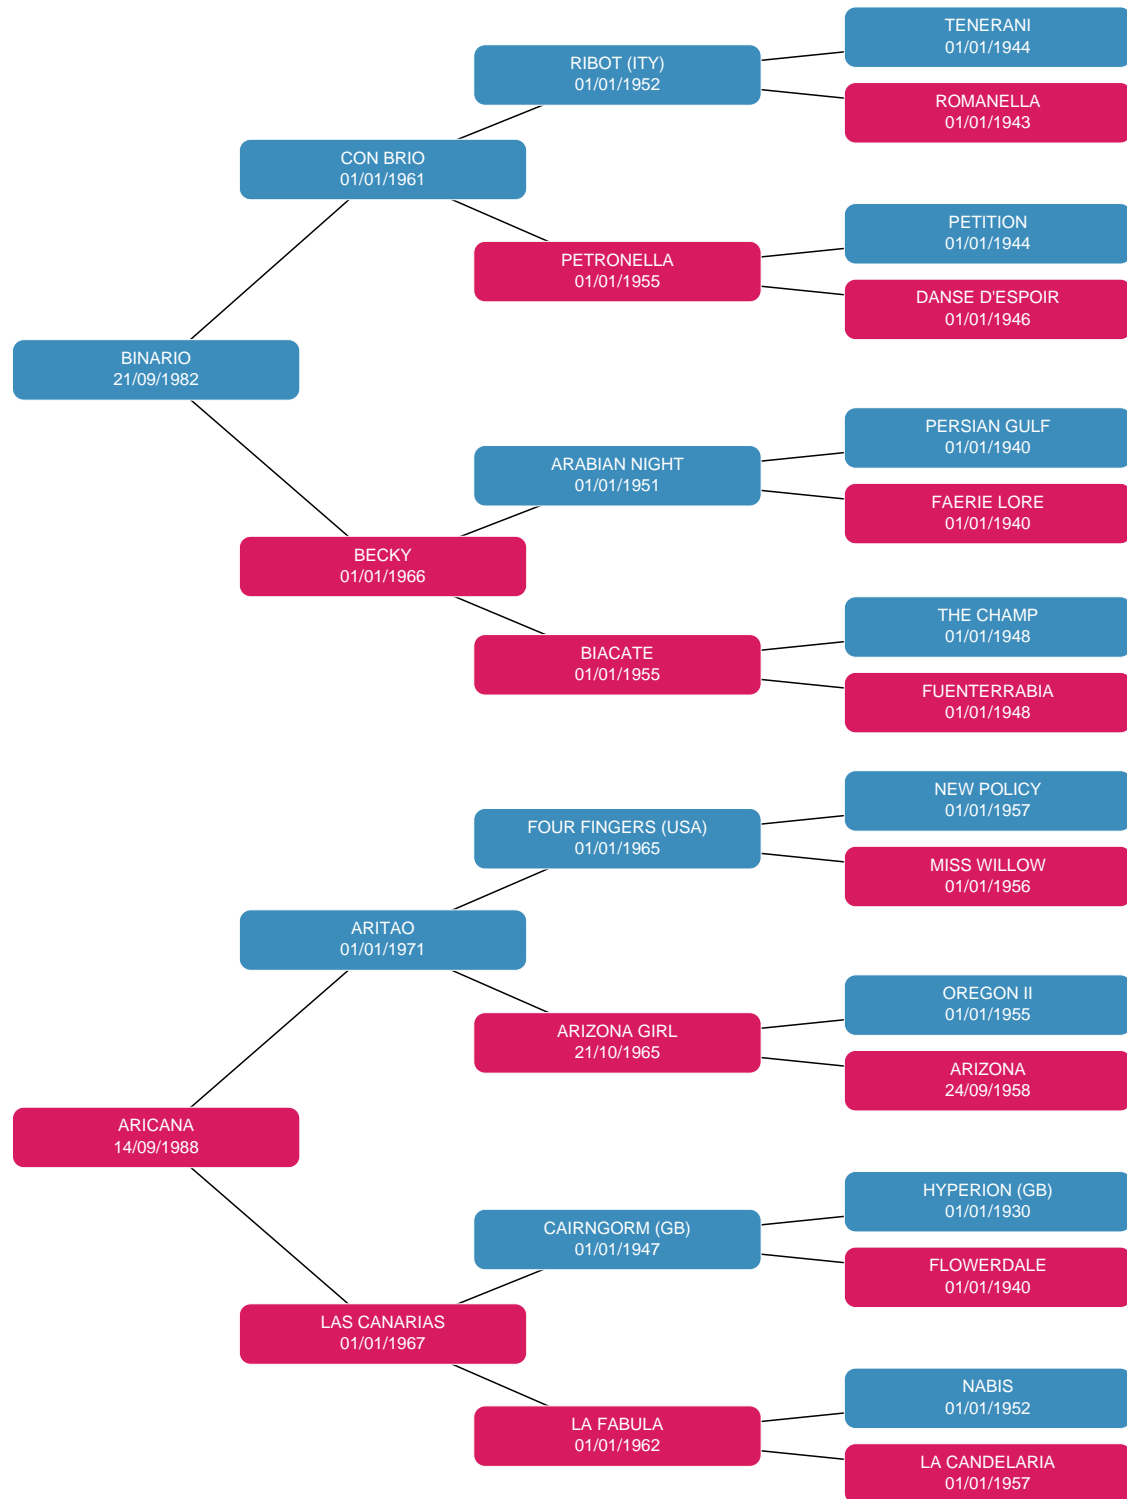 TENERANI
01/01/1944
RIBOT (ITY)
01/01/1952
ROMANELLA
01/01/1943
CON BRIO
01/01/1961
PETITION
01/01/1944
PETRONELLA
01/01/1955
DANSE D'ESPOIR
01/01/1946
BINARIO
21/09/1982
PERSIAN GULF
01/01/1940
ARABIAN NIGHT
01/01/1951
FAERIE LORE
01/01/1940
BECKY
01/01/1966
THE CHAMP
01/01/1948
BIACATE
01/01/1955
FUENTERRABIA
01/01/1948
NEW POLICY
01/01/1957
FOUR FINGERS (USA)
01/01/1965
MISS WILLOW
01/01/1956
ARITAO
01/01/1971
OREGON II
01/01/1955
ARIZONA GIRL
21/10/1965
ARIZONA
24/09/1958
ARICANA
14/09/1988
HYPERION (GB)
01/01/1930
CAIRNGORM (GB)
01/01/1947
FLOWERDALE
01/01/1940
LAS CANARIAS
01/01/1967
NABIS
01/01/1952
LA FABULA
01/01/1962
LA CANDELARIA
01/01/1957